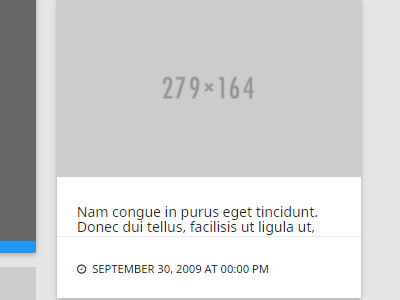 279×164
Nam congue in purus eget tincidunt.
Donec dui tellus, facilisis ut ligula ut,
SEPTEMBER 30, 2009 AT 00:00 PM